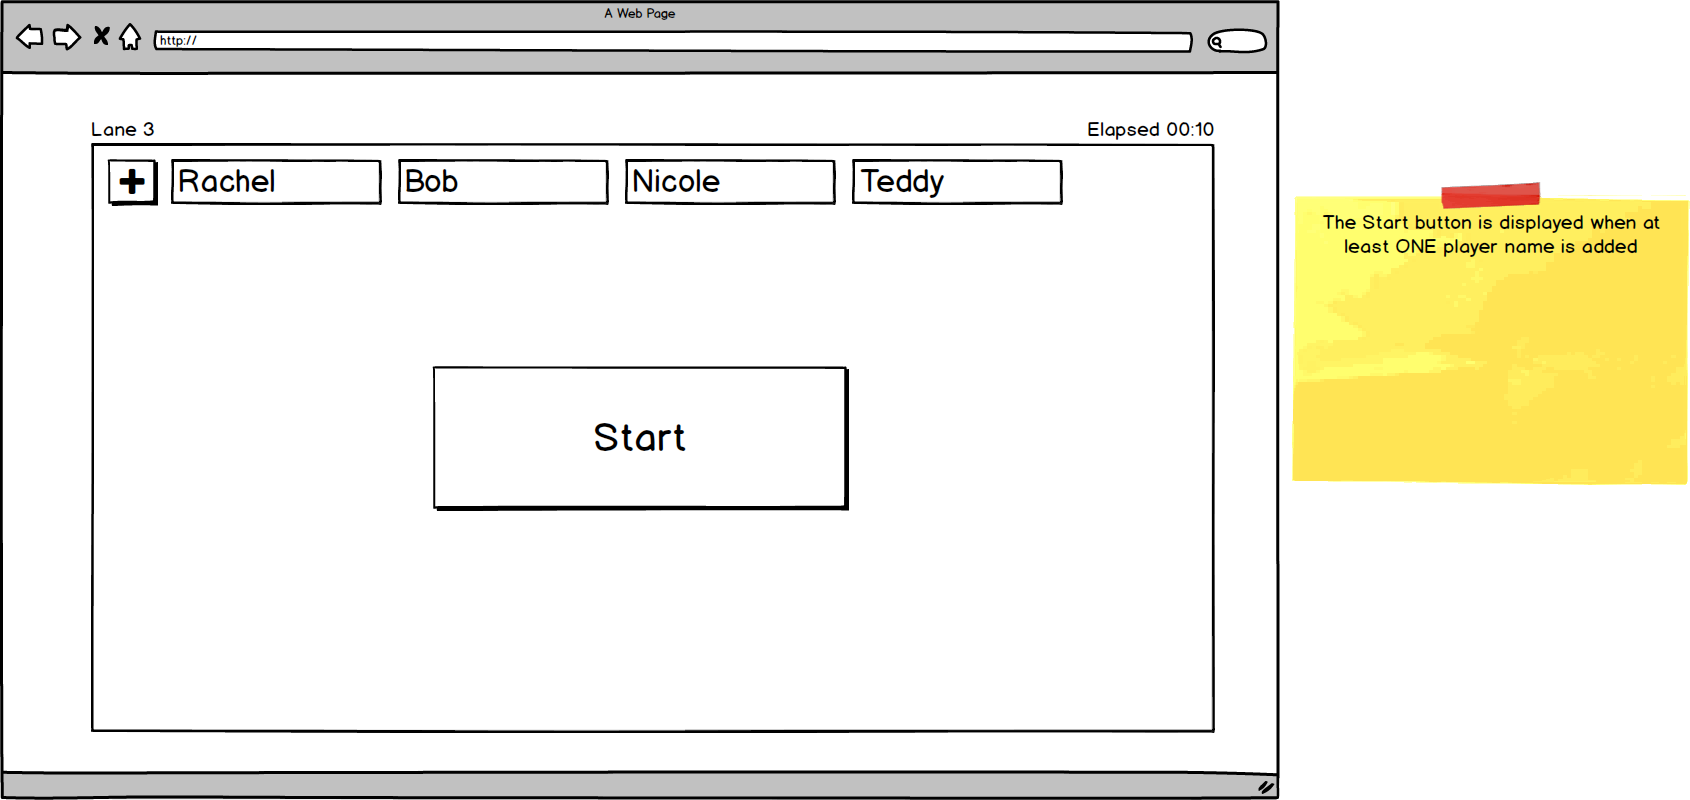 A Web Page
http://
Lane 3
Elapsed 00:10
Rachel
Bob
Nicole
Teddy
Start
The Start button is displayed when at
least ONE player name is added